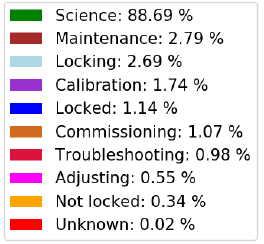 Science: 88.69 %
Maintenance: 2.79 %
Locking: 2.69 %
Calibration: 1.74 %
Locked: 1.14 %
Commissioning: 1.07 %
Troubleshooting: 0.98 %
Adjusting: 0.55 %
Not locked: 0.34 %
Unknown: 0.02 %